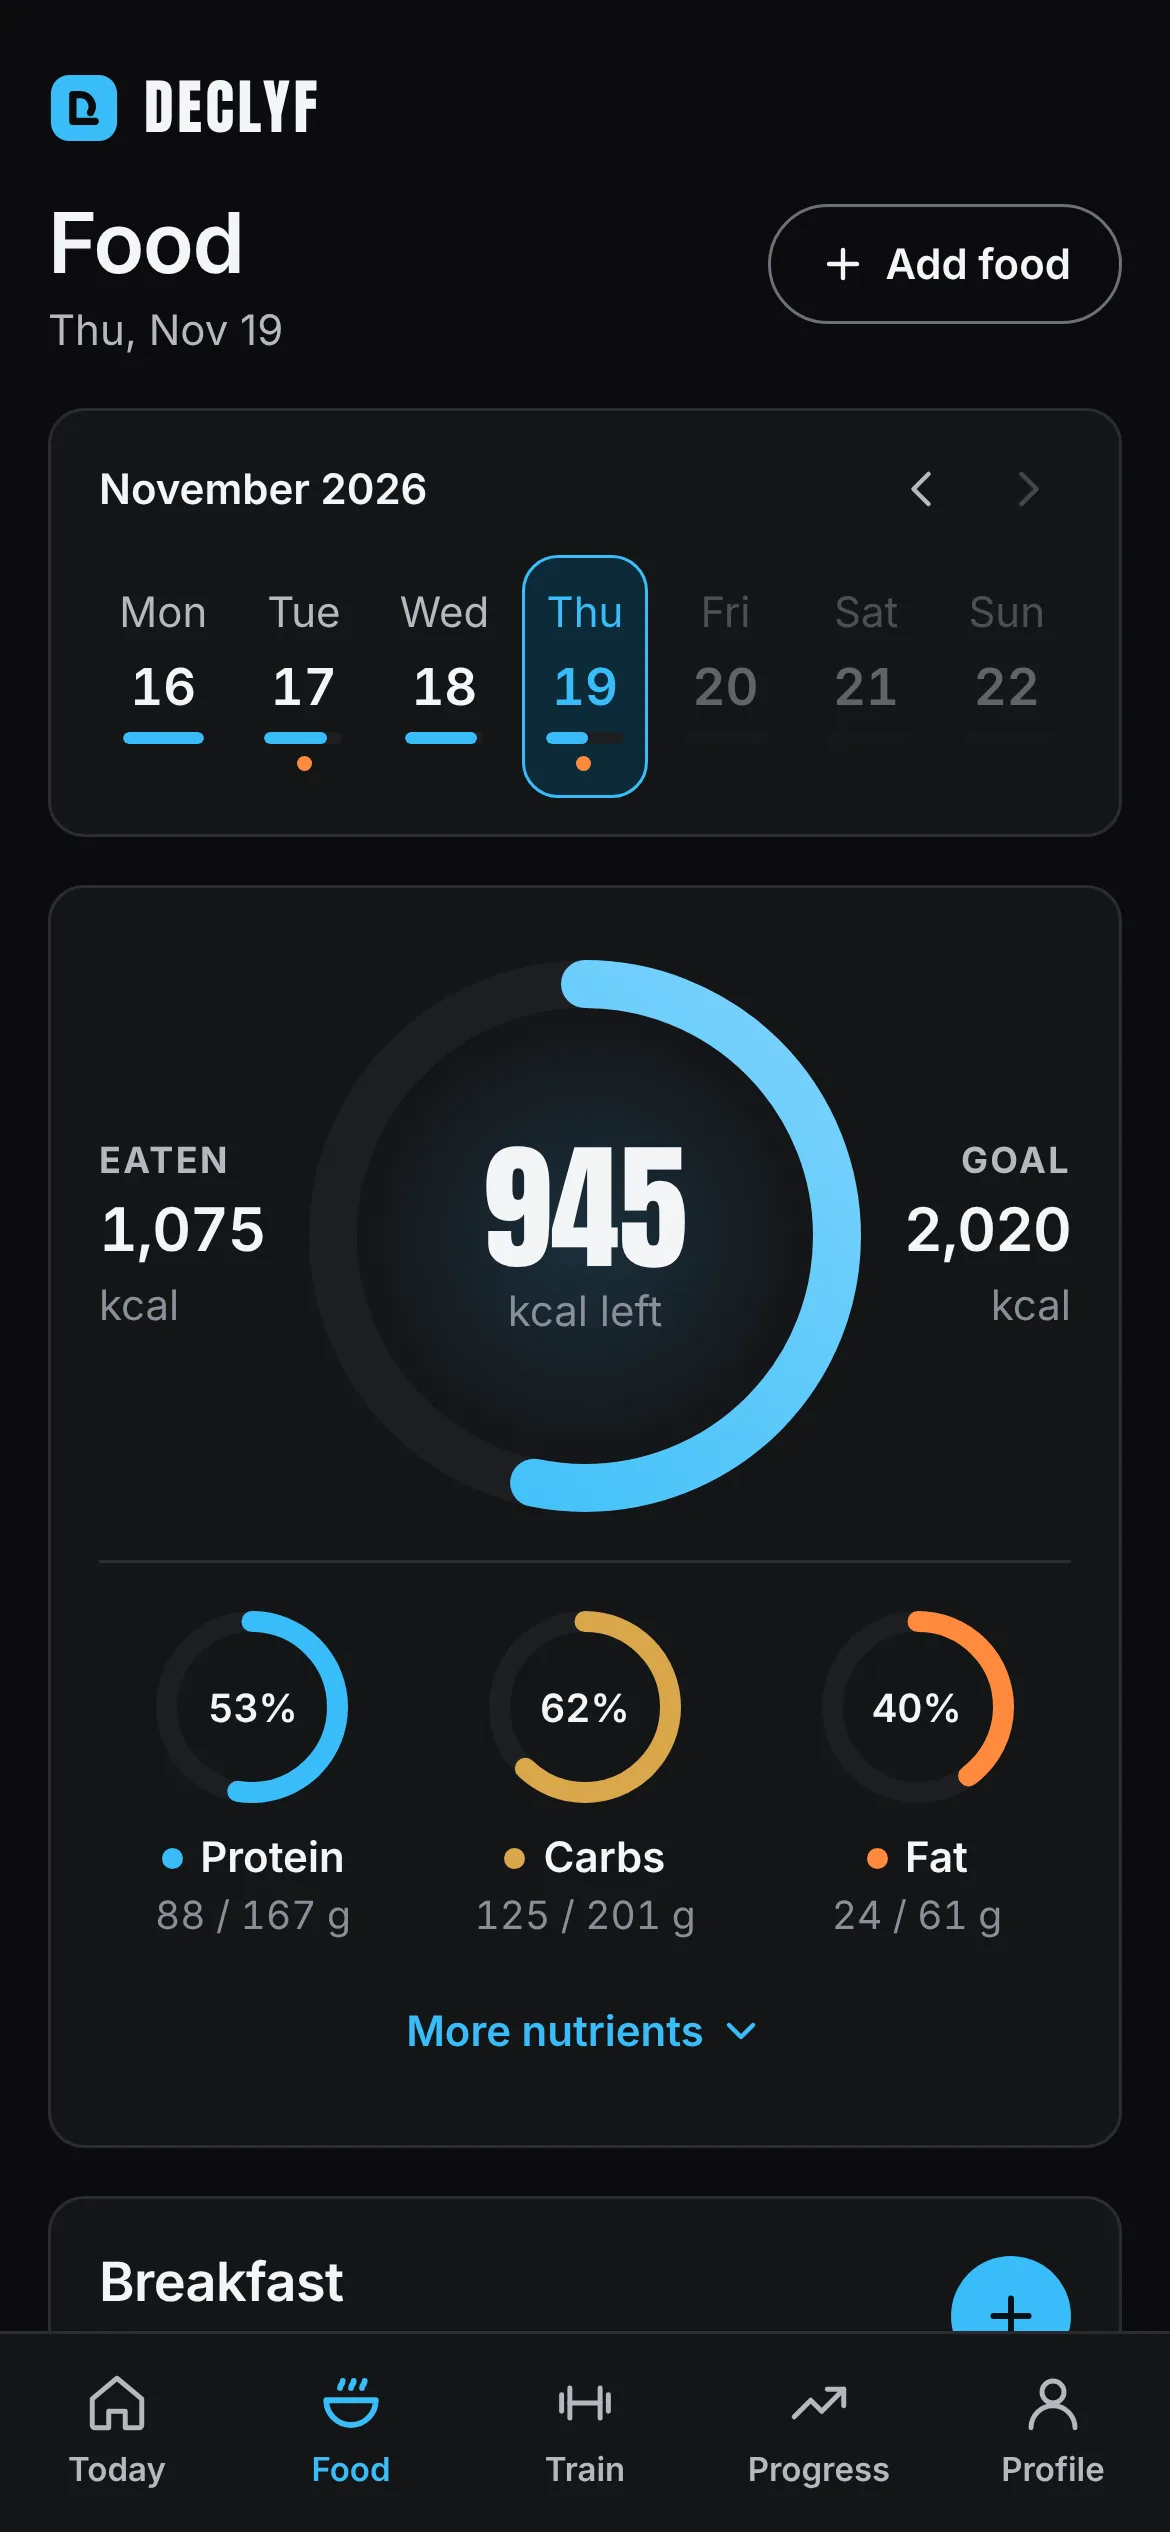 DECLYF
Food
+ Add food
Thu, Nov 19
November 2026
Mon Tue Wed Thu Fri Sat Sun
16 17 18 19 20 21 22
EATEN
1,075
kcal
945
kcal left
GOAL
2,020
kcal
53% 62% 40%
Protein Carbs Fat
88 / 167 g 125 / 201 g 24 / 61 g
More nutrients
Breakfast
Today Food Train Progress Profile